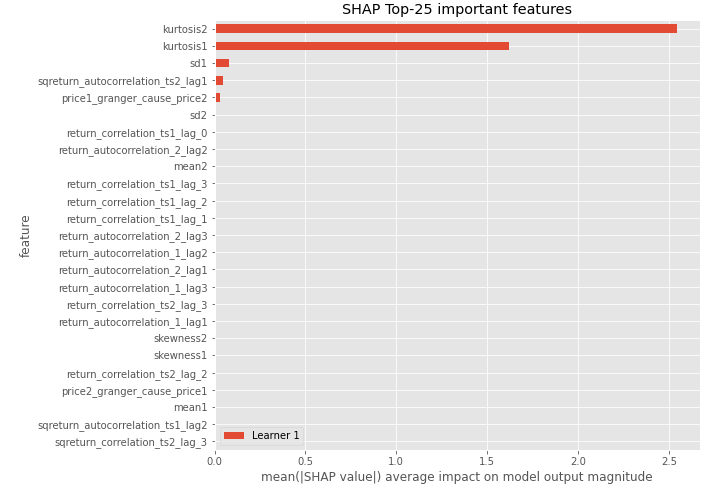 SHAP Top-25 important features
kurtosis2
kurtosis1
sd1
sqreturn_autocorrelation_ts2_lag1
price1_granger_cause_price2
sd2
return_correlation_ts1_lag_0
return_autocorrelation_2_lag2
mean2
return_correlation_ts1_lag_3
return_correlation_ts1_lag_2
return_correlation_ts1_lag_1
return_autocorrelation_2_lag3
return_autocorrelation_1_lag2
return_autocorrelation_2_lag1
return_autocorrelation_1_lag3
return_correlation_ts2_lag_3
return_autocorrelation_1_lag1
skewness2
skewness1
return_correlation_ts2_lag_2
price2_granger_cause_price1
mean1
sqreturn_autocorrelation_ts1_lag2
sqreturn_correlation_ts2_lag_3
feature
Learner 1
0.0 0.5 1.0 1.5 2.0 2.5
mean(|SHAP value|) average impact on model output magnitude